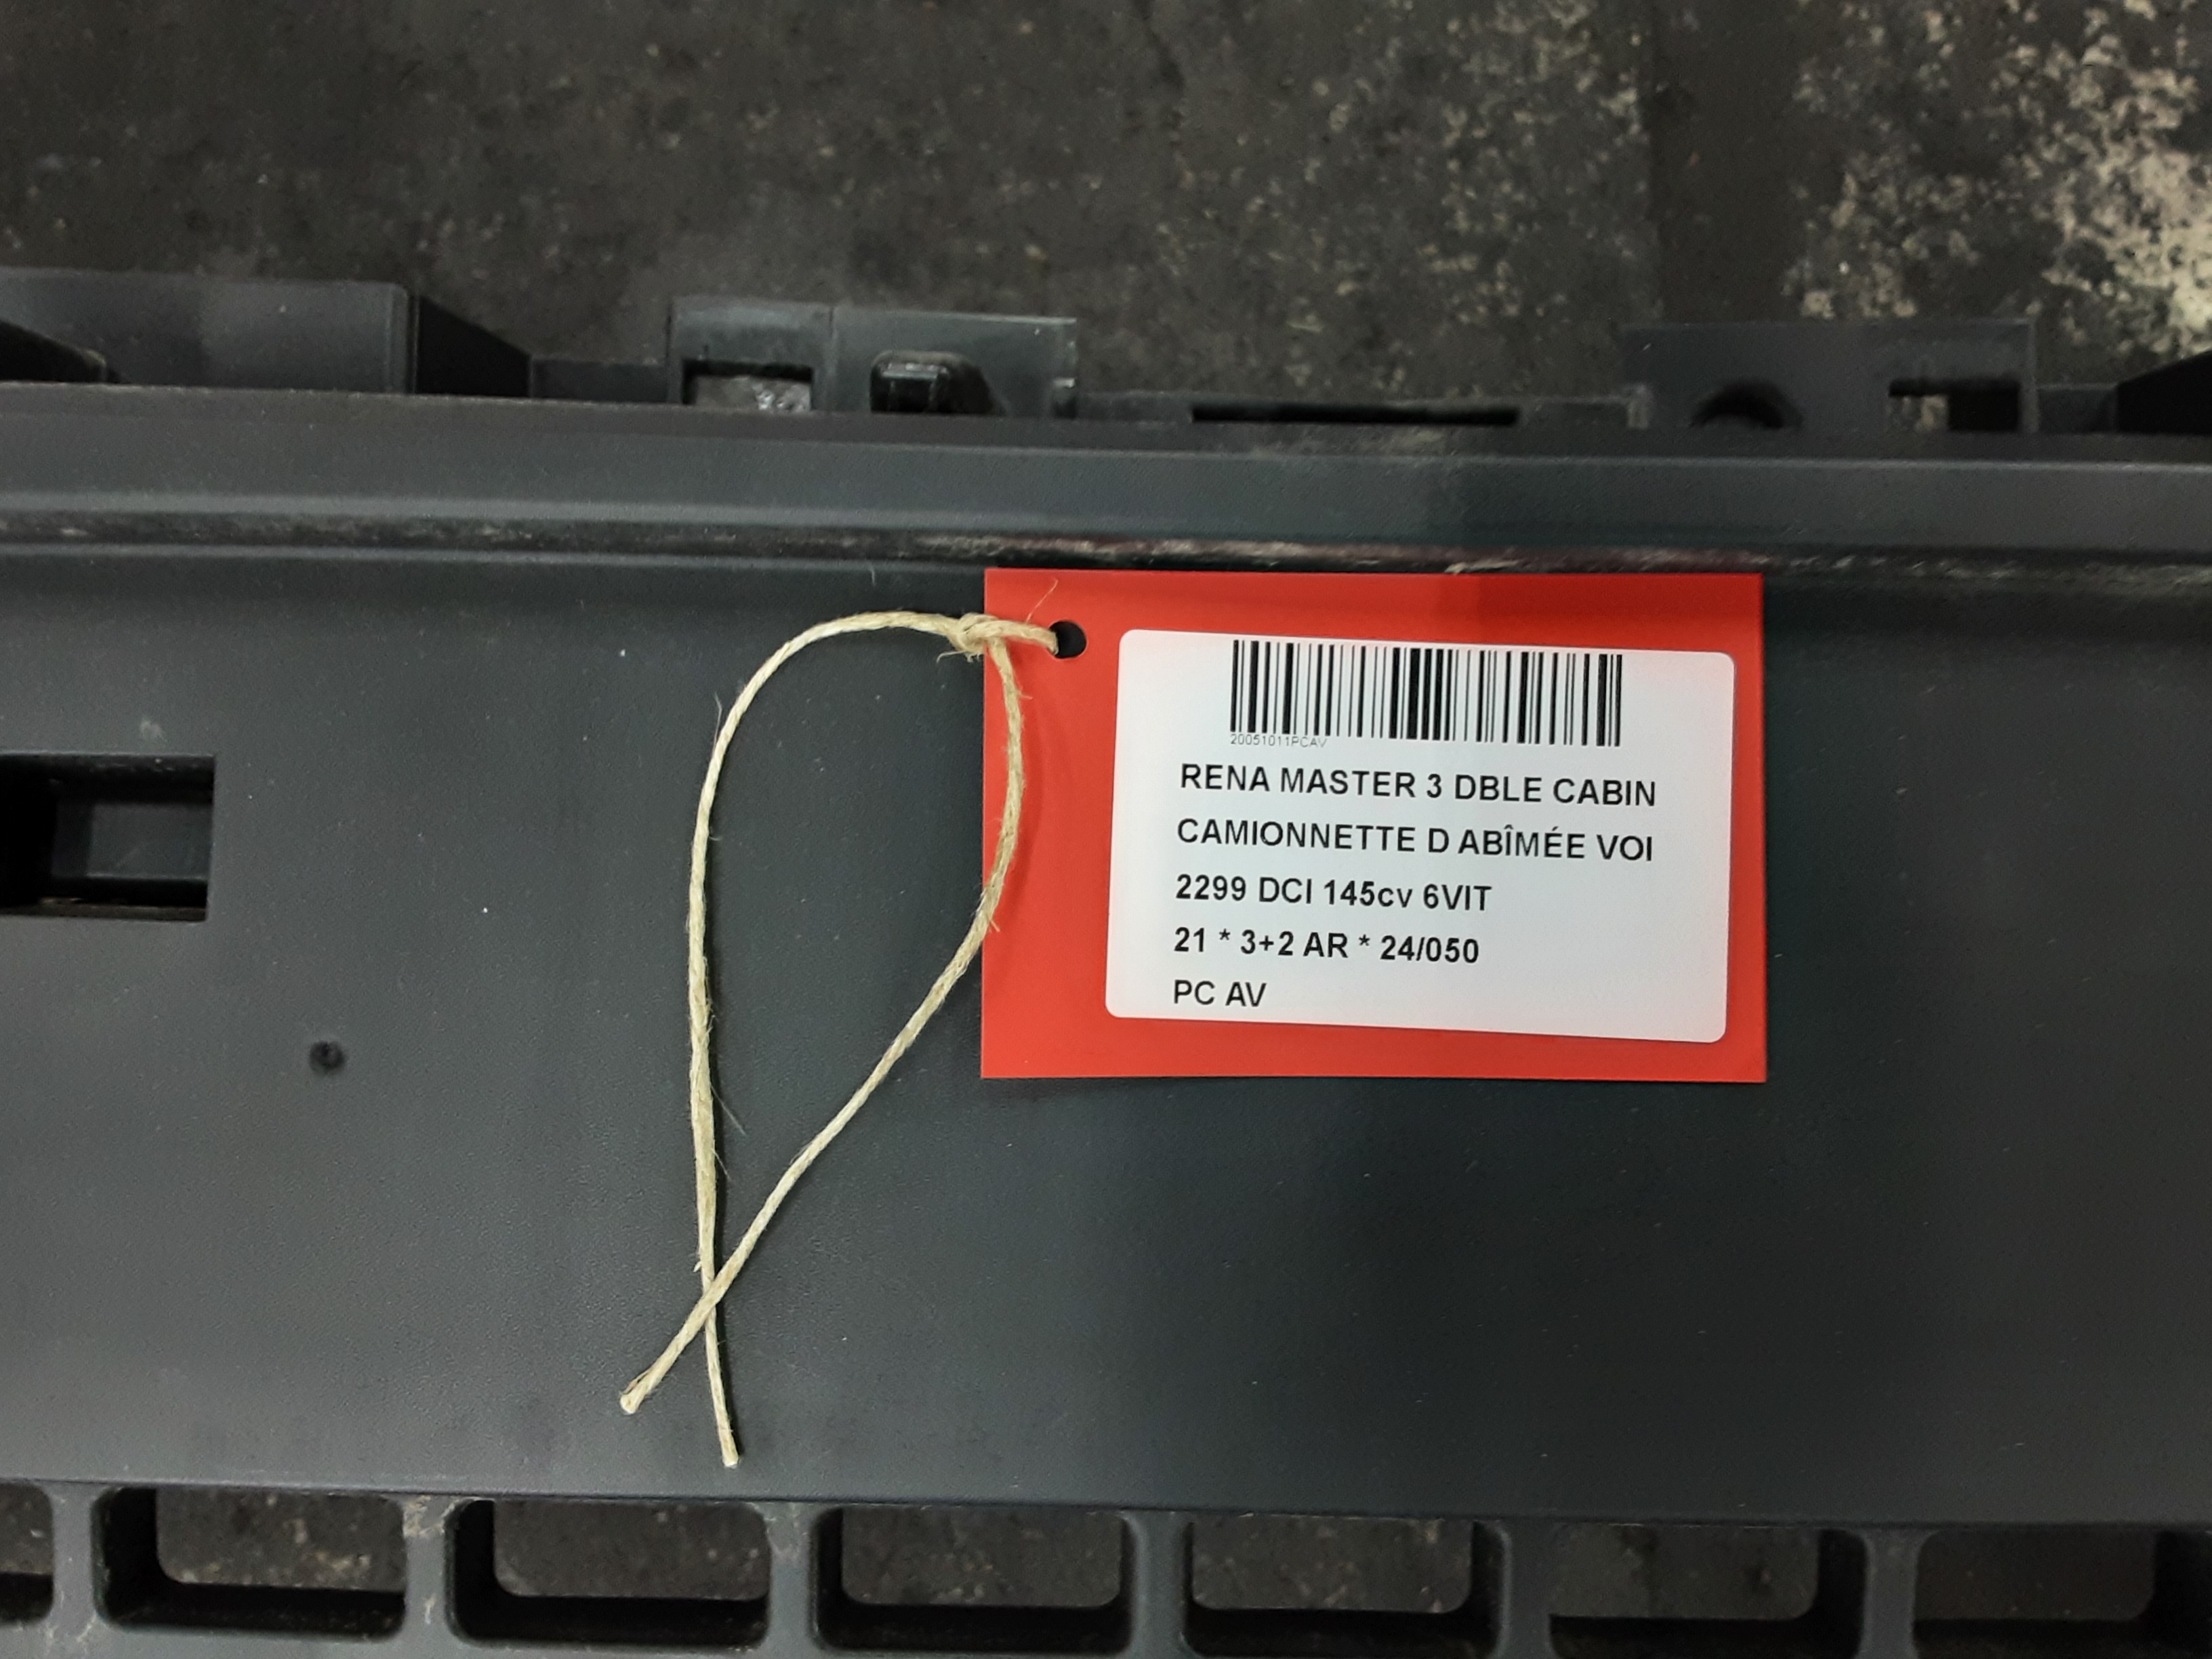 20051011PCAV
RENA MASTER 3 DBLE CABIN
CAMIONNETTE D ABÎMÉE VOI
2299 DCI 145cv 6VIT
21 * 3+2 AR * 24/050
PC AV